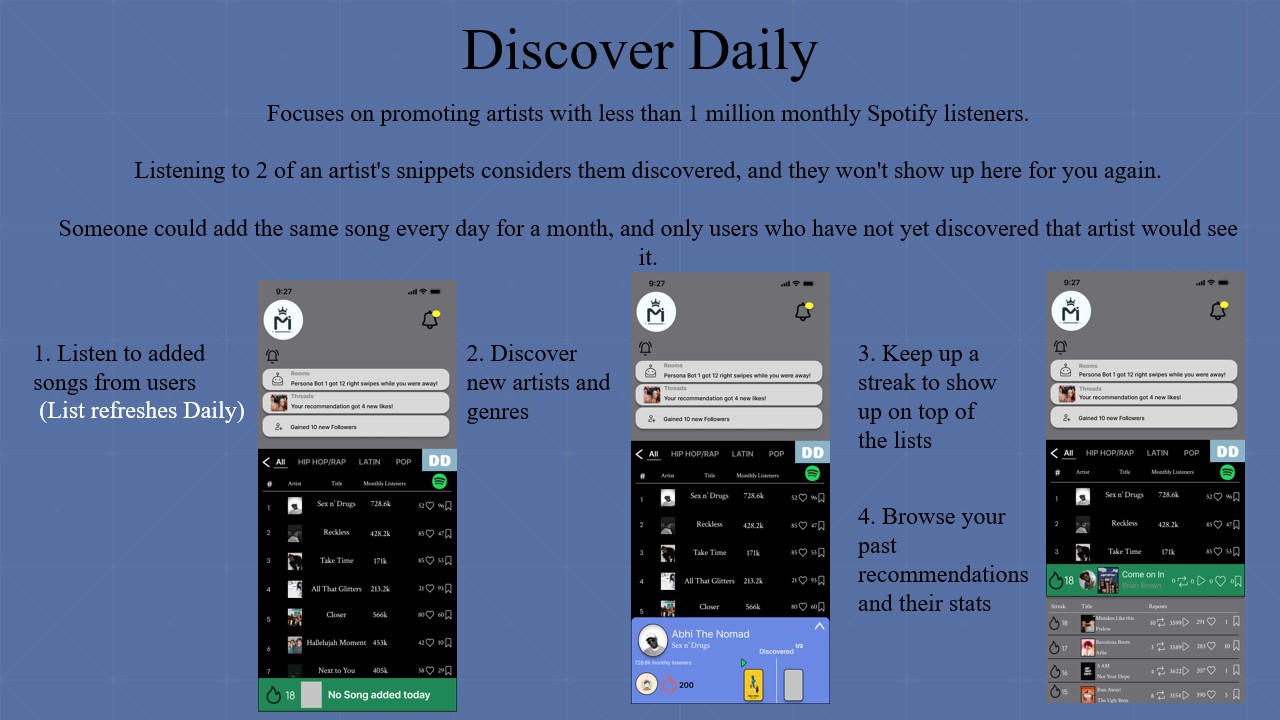 Discover Daily
Focuses on promoting artists with less than 1 million monthly Spotify listeners.
Listening to 2 of an artist's snippets considers them discovered, and they won't show up here for you again.
Someone could add the same song every day for a month, and only users who have not yet discovered that artist would see
it.
1. Listen to added
songs from users
(List refreshes Daily)
9:27
Rooms
Persona Bot 1 got 12 right swipes while you were away!
Threads
Your recommendation got 4 new likes!
Gained 10 new Followers
All HIP HOP/RAP LATIN POP DD
# Artist Title Monthly Listeners
1 Sex n' Drugs 728.6k 52 96
2 Reckless 428.2k 85 47
3 Take Time 171k 85 53
4 All That Glitters 213.2k 21 93
5 Closer 566k 80 60
6 Hallelujah Moment 453k 42 10
7 Next to You 405k 58 29
18 No Song added today
2. Discover
new artists and
genres
9:27
Rooms
Persona Bot 1 got 12 right swipes while you were away!
Threads
Your recommendation got 4 new likes!
Gained 10 new Followers
All HIP HOP/RAP LATIN POP DD
# Artist Title Monthly Listeners
1 Sex n' Drugs 728.6k 52 96
2 Reckless 428.2k 85 47
3 Take Time 171k 85 53
4 All That Glitters 213.2k 21 93
5 Closer 566k 80 60
Abhi The Nomad
Sex n' Drugs
Discovered 1/2
728.6k monthly listeners
200
3. Keep up a
streak to show
up on top of
the lists
4. Browse your
past
recommendations
and their stats
9:27
Rooms
Persona Bot 1 got 12 right swipes while you were away!
Threads
Your recommendation got 4 new likes!
Gained 10 new Followers
All HIP HOP/RAP LATIN POP DD
# Artist Title Monthly Listeners
1 Sex n' Drugs 728.6k 52 96
2 Reckless 428.2k 85 47
3 Take Time 171k 85 53
18 Come on In 0 0 0 0
Brian Brown
Streak Title Repeats
18 Mistakes Like this 10 3599 291 1
Prelow
17 Barcelona Boots 3 3389 283 10
Arlo
16 5 AM 4 3622 207 1
Not Your Dope
15 Run Away! 8 3154 390 5
The Ugly Boys